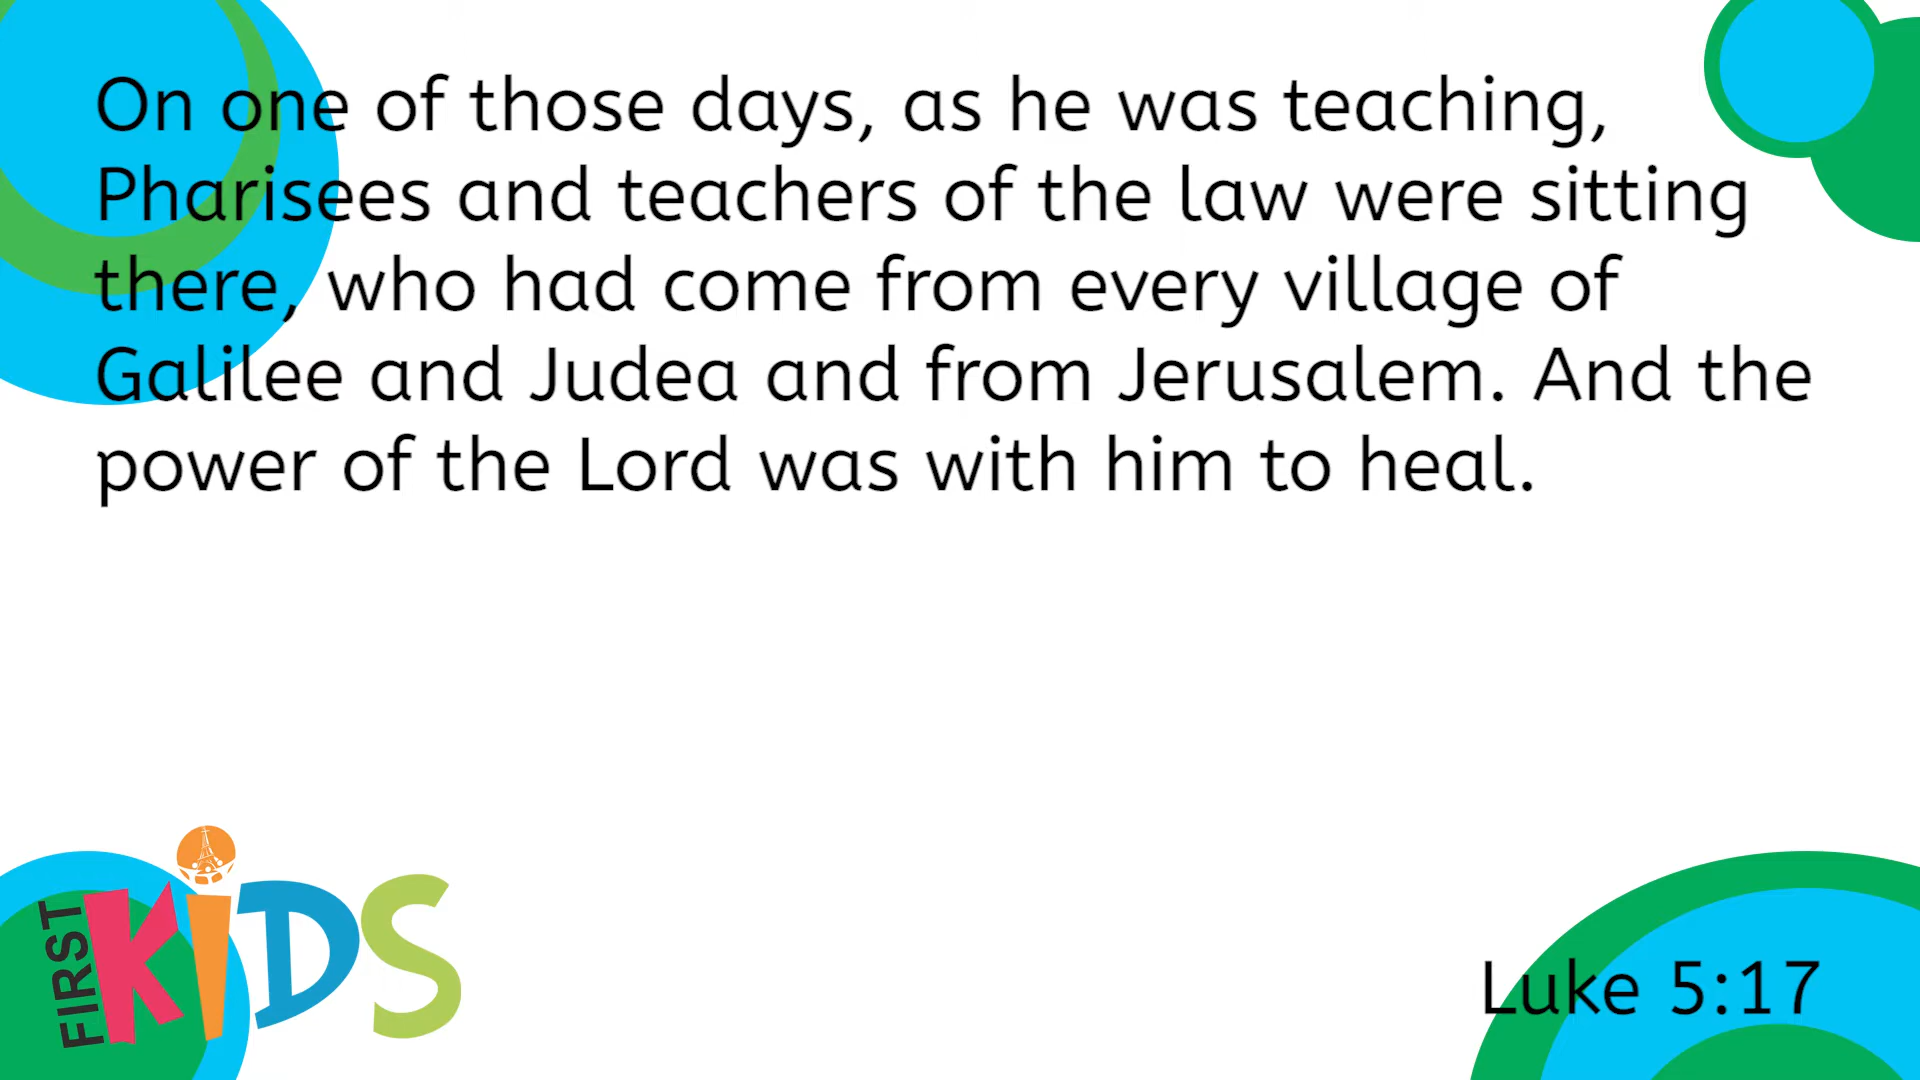 On one of those days, as he was teaching,
Pharisees and teachers of the law were sitting
there, who had come from every village of
Galilee and Judea and from Jerusalem. And the
power of the Lord was with him to heal.
FIRST
KiDS
Luke 5:17